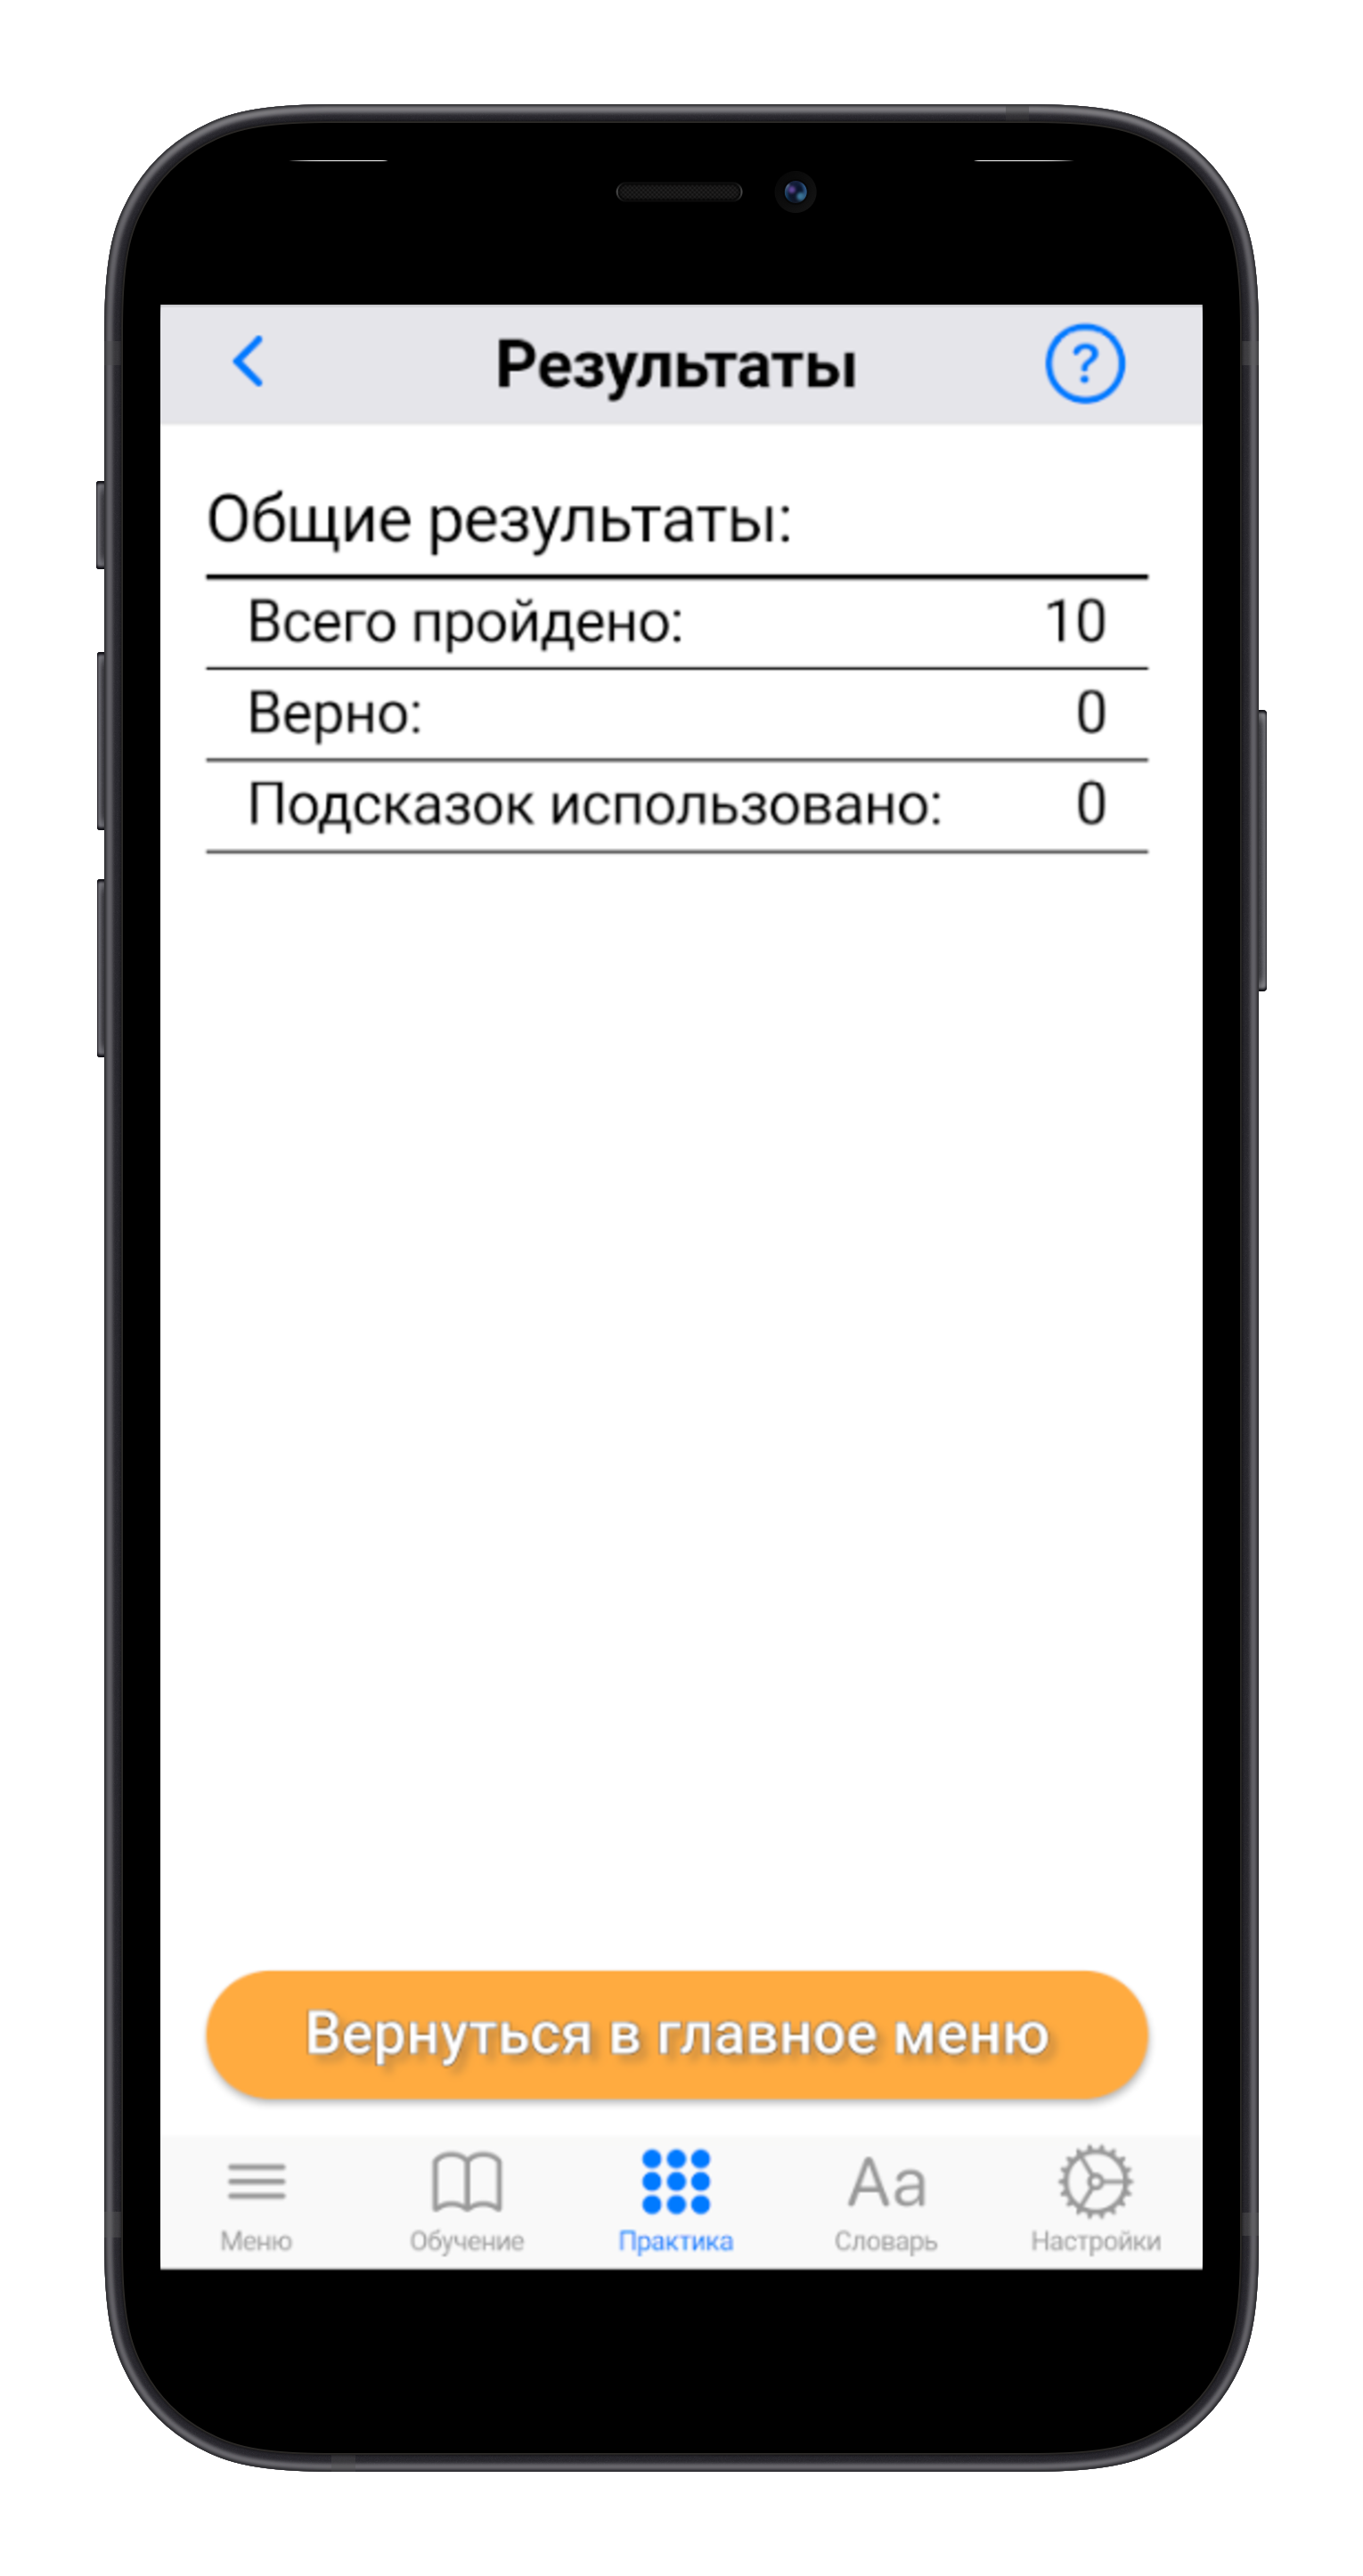 Результаты
?
Общие результаты:
Всего пройдено: 10
Верно: 0
Подсказок использовано: 0
Вернуться в главное меню
Aa
Меню Обучение Практика Словарь Настройки